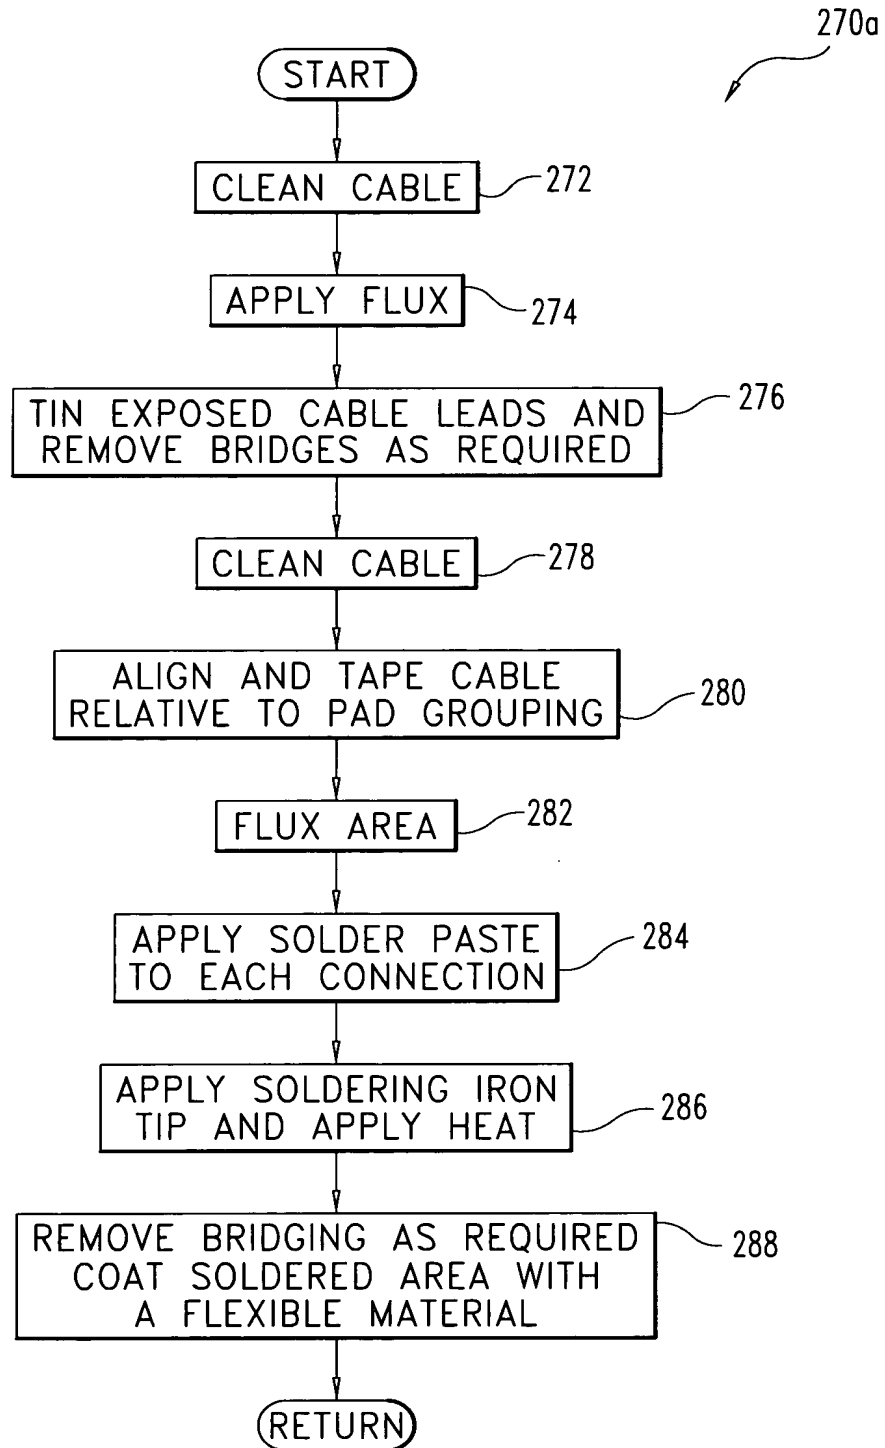 270a
START
CLEAN CABLE
272
APPLY FLUX
274
TIN EXPOSED CABLE LEADS AND
REMOVE BRIDGES AS REQUIRED
276
CLEAN CABLE
278
ALIGN AND TAPE CABLE
RELATIVE TO PAD GROUPING
280
FLUX AREA
282
APPLY SOLDER PASTE
TO EACH CONNECTION
284
APPLY SOLDERING IRON
TIP AND APPLY HEAT
286
REMOVE BRIDGING AS REQUIRED
COAT SOLDERED AREA WITH
A FLEXIBLE MATERIAL
288
RETURN